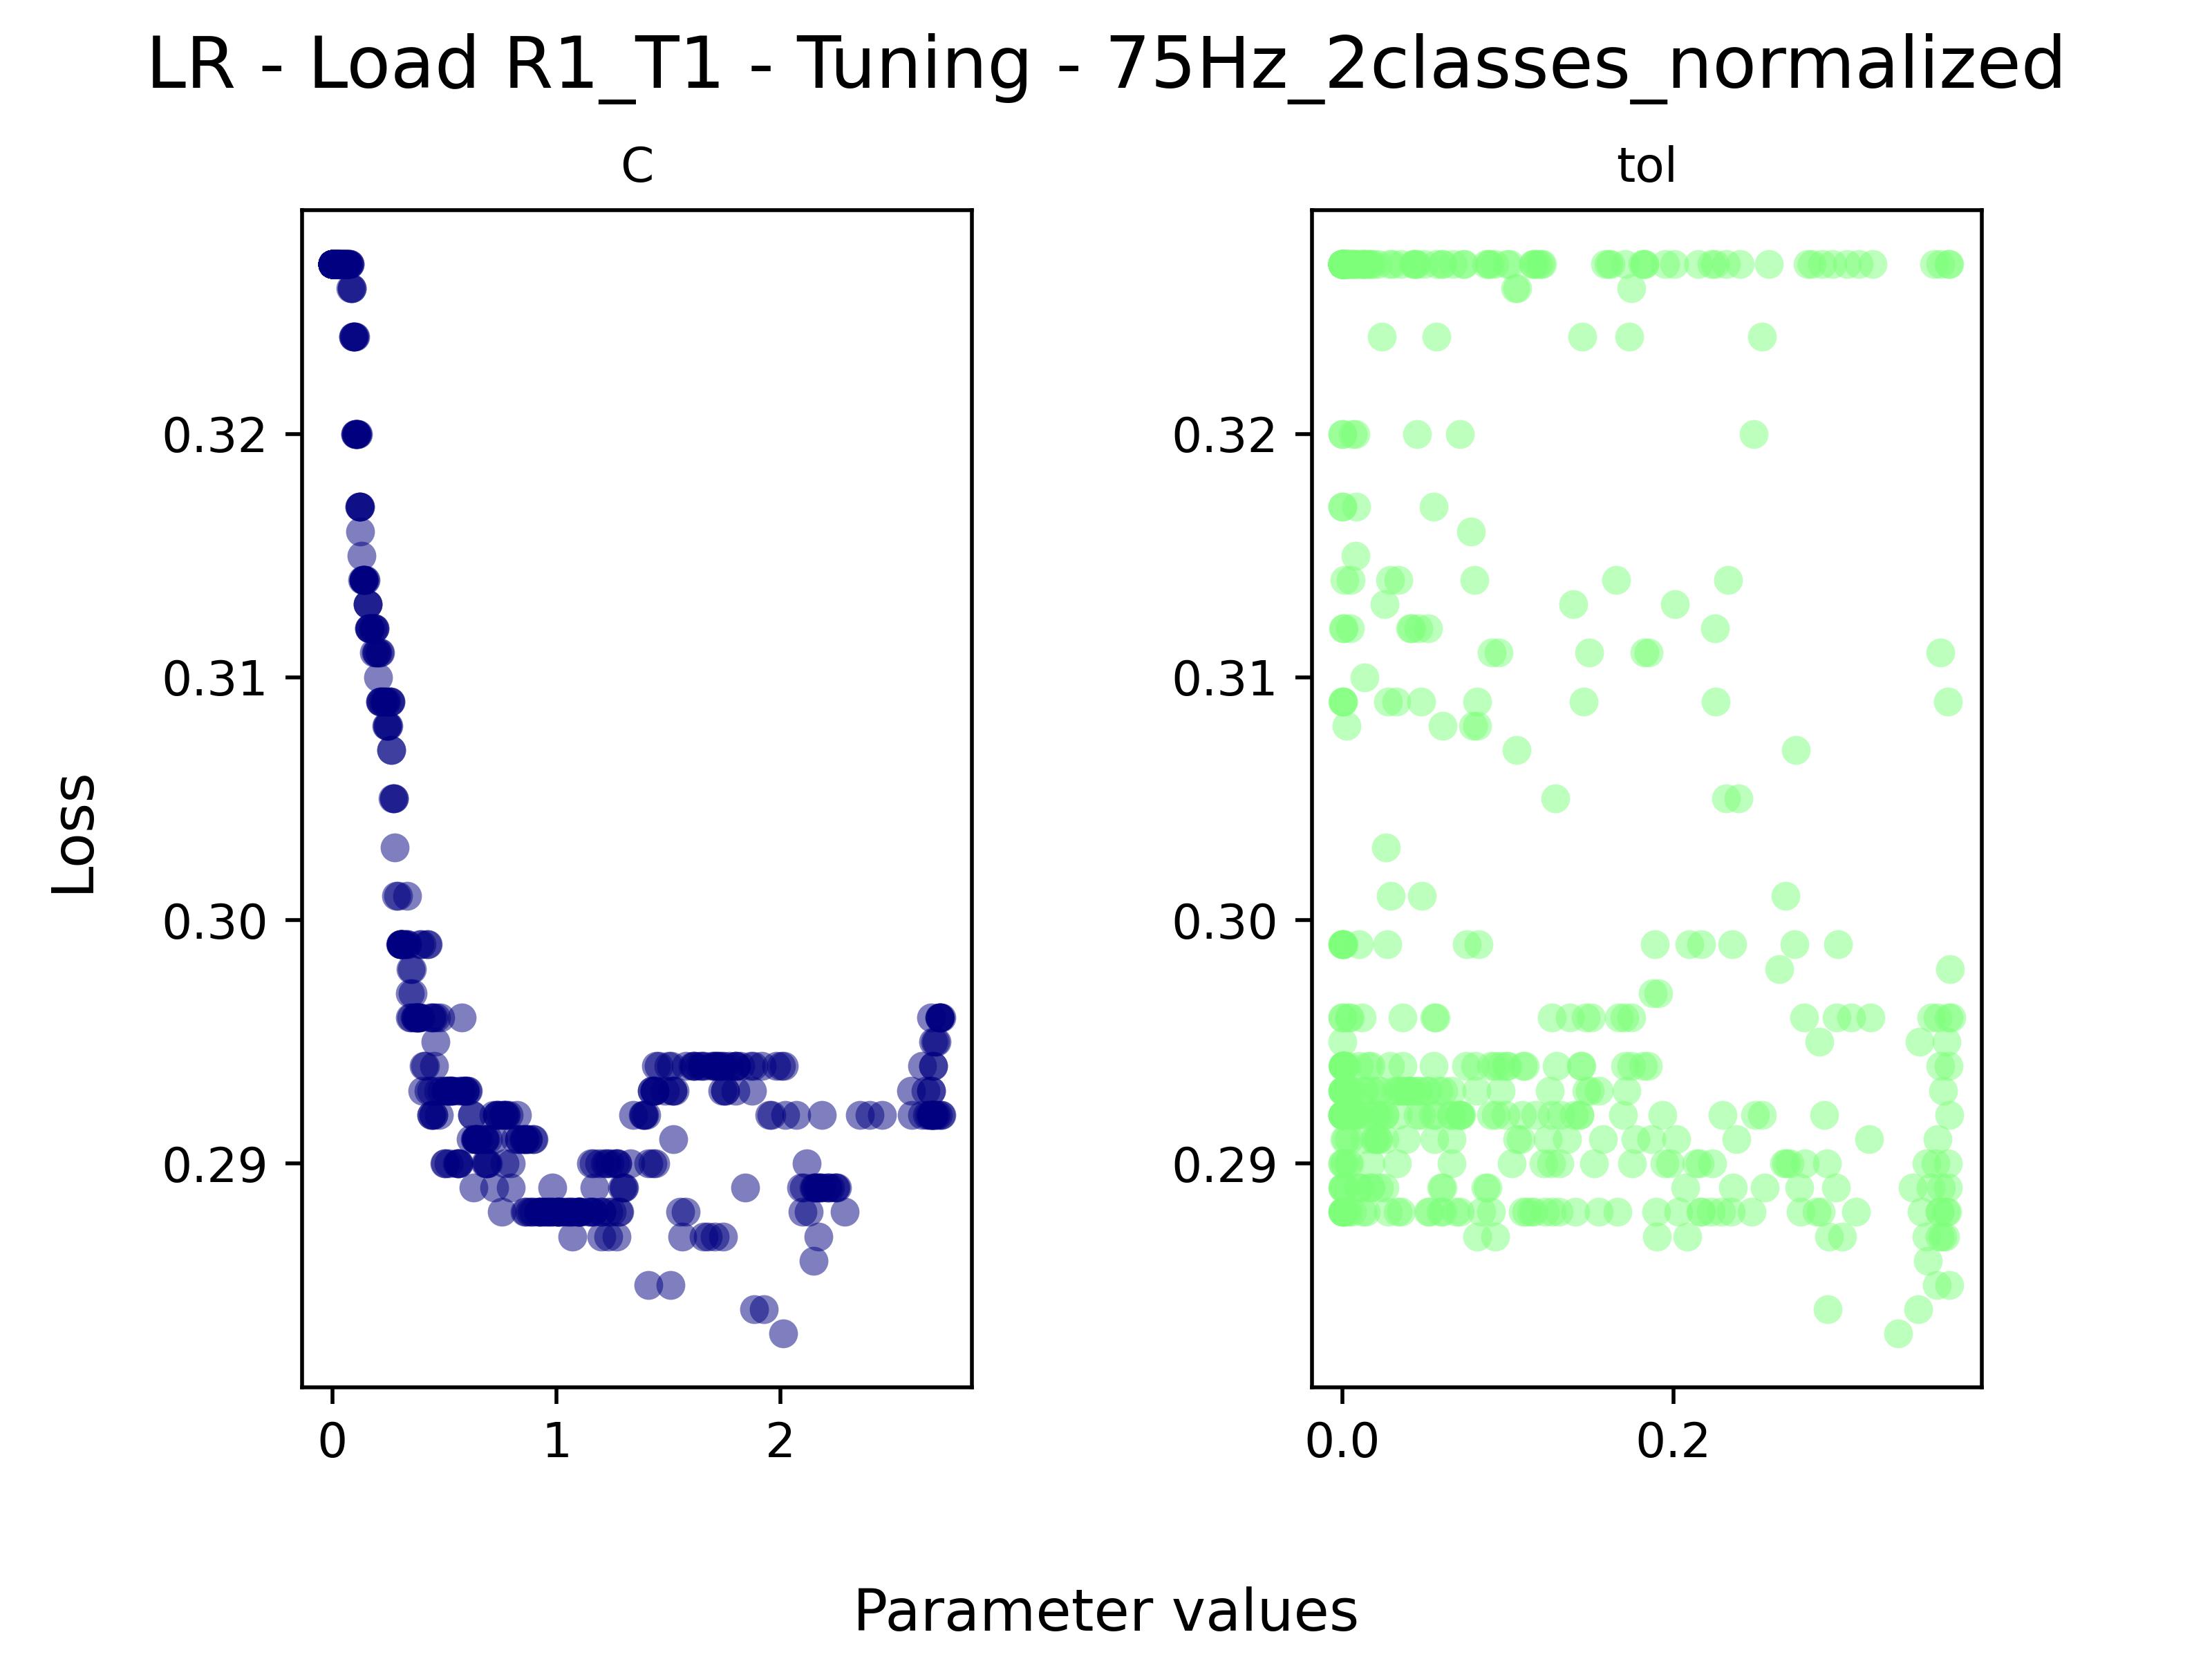 LR - Load R1_T1 - Tuning - 75Hz_2classes_normalized
C
tol
Loss
0.32
0.31
0.30
0.29
0
1
2
0.32
0.31
0.30
0.29
0.0
0.2
Parameter values